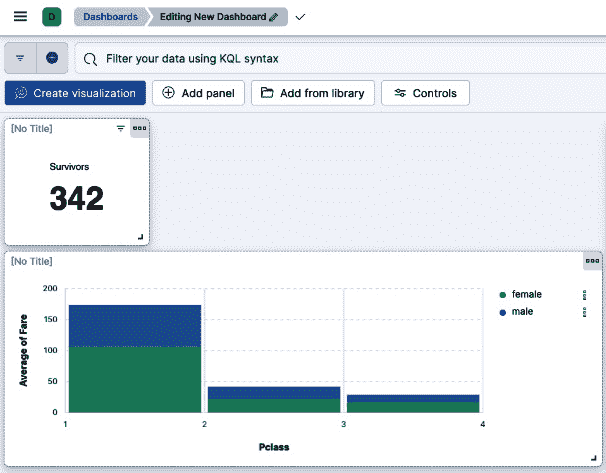 D Dashboards Editing New Dashboard
Filter your data using KQL syntax
Create visualization Add panel Add from library Controls
[No Title]
Survivors
342
[No Title]
200
150
100
50
0
Average of Fare
1 2 3 4
Pclass
female
male